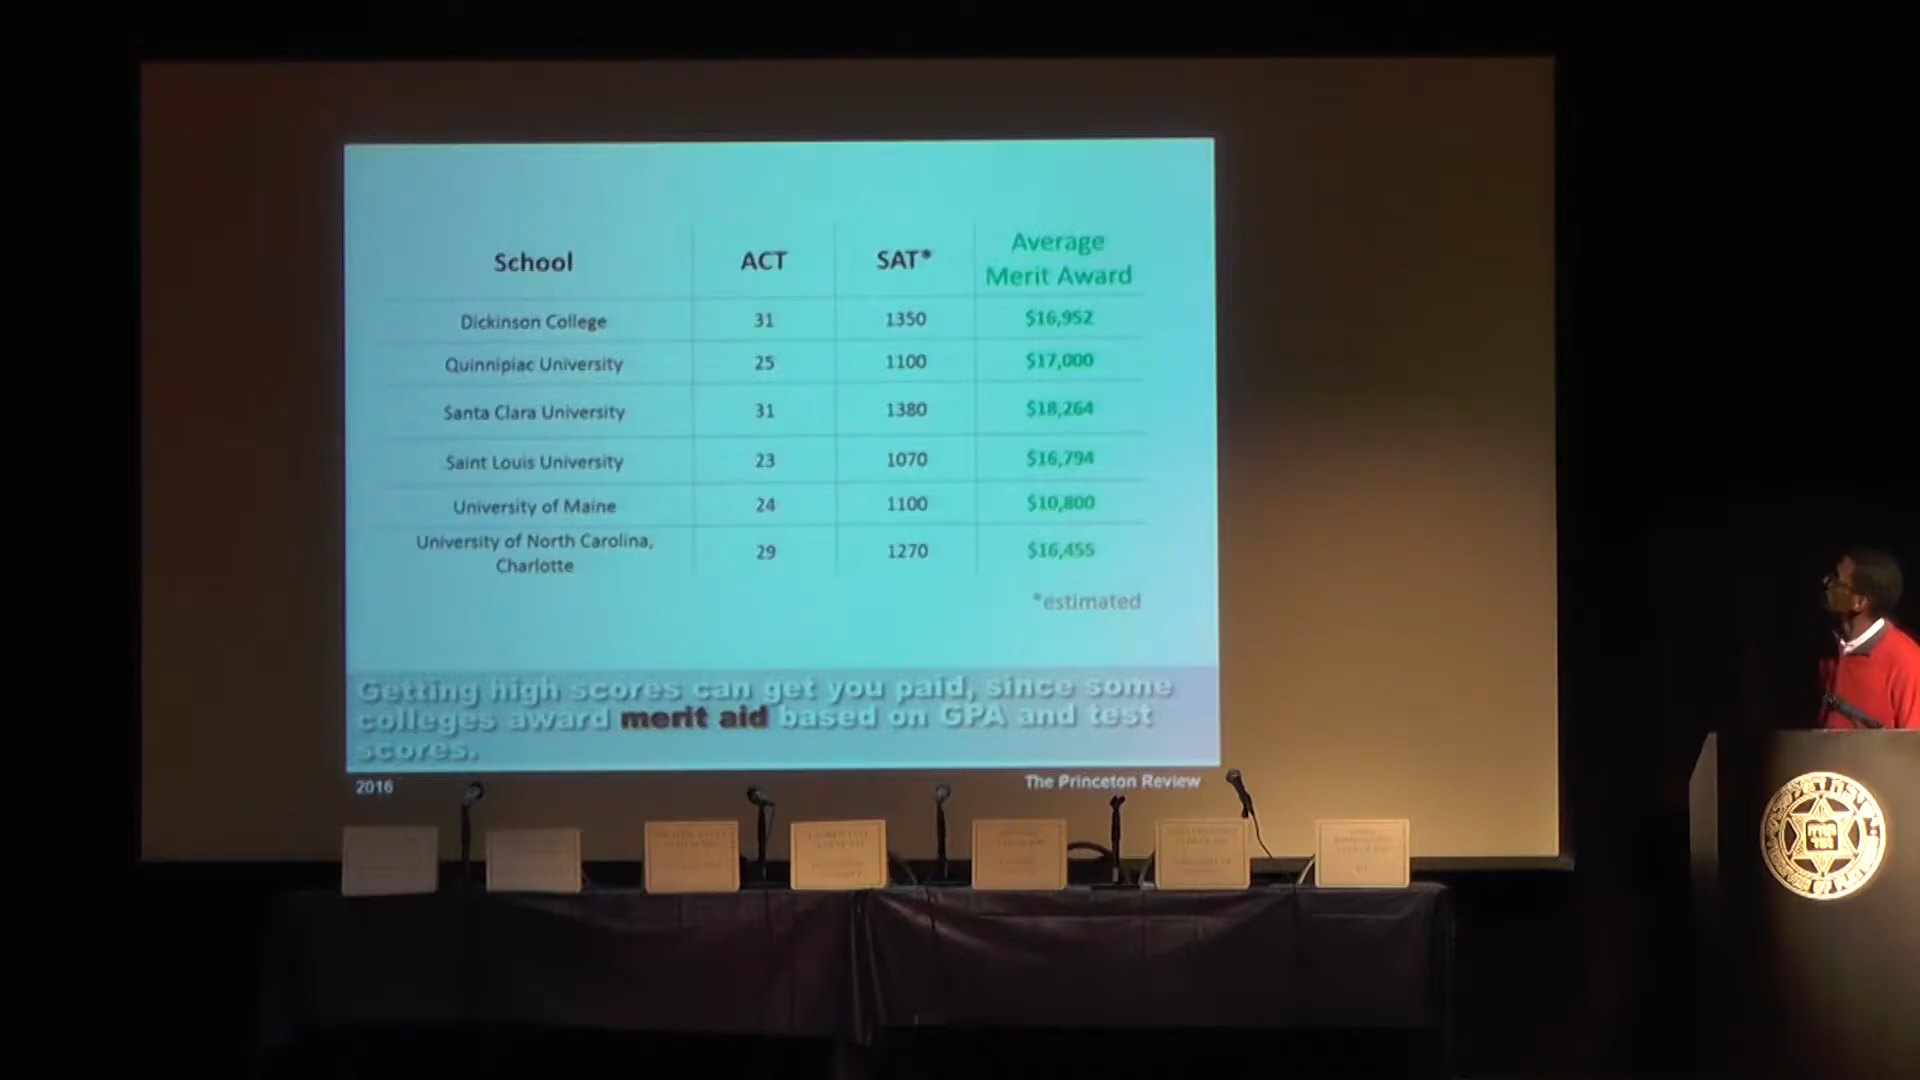 School ACT SAT* Average Merit Award
Dickinson College 31 1350 $16,952
Quinnipiac University 25 1100 $17,000
Santa Clara University 31 1380 $18,264
Saint Louis University 23 1070 $16,794
University of Maine 24 1100 $10,800
University of North Carolina, Charlotte 29 1270 $16,455
*estimated
Getting high scores can get you paid, since some
colleges award merit aid based on GPA and test
scores.
2016 The Princeton Review